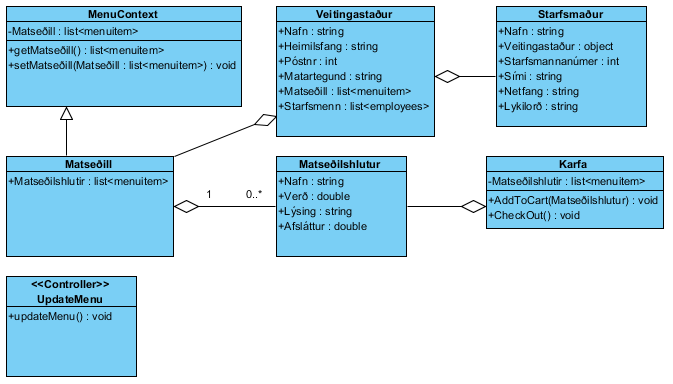 MenuContext
-Matseðill : list<menuitem>
+getMatseðill() : list<menuitem>
+setMatseðill(Matseðill : list<menuitem>) : void
Veitingastaður
+Nafn : string
+Heimilsfang : string
+Póstnr : int
+Matartegund : string
+Matseðill : list<menuitem>
+Starfsmenn : list<employees>
Starfsmaður
+Nafn : string
+Veitingastaður : object
+Starfsmannanúmer : int
+Sími : string
+Netfang : string
+Lykilorð : string
Matseðill
+Matseðilshlutir : list<menuitem>
1
0..*
Matseðilshlutur
+Nafn : string
+Verð : double
+Lýsing : string
+Afsláttur : double
Karfa
-Matseðilshlutir : list<menuitem>
+AddToCart(Matseðilshlutur) : void
+CheckOut() : void
<<Controller>>
UpdateMenu
+updateMenu() : void